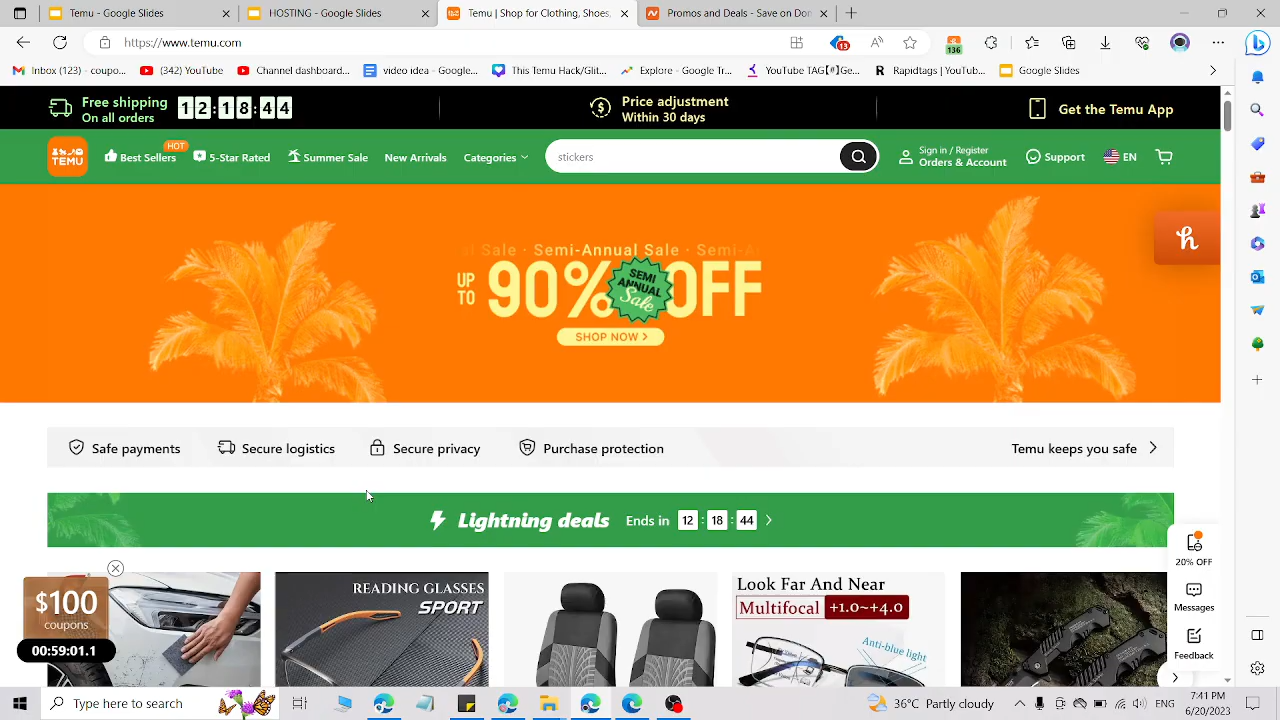 Temu - Google Slides
HOSTING - Google Slides
Temu | Shop for Clothing, Shoes,
Promos and Deals - Save on Dom
https://www.temu.com
13
136
Inbox (123) - copro...
(342) YouTube
Channel dashboard...
video idea - Google...
This Temu Hack/Glit...
Explore - Google Tr...
YouTube TAG【#】Ge...
Rapidtags | YouTub...
Google Slides
Free shipping
On all orders
12:18:44
Price adjustment
Within 30 days
Get the Temu App
TEMU
Best Sellers
HOT
5-Star Rated
Summer Sale
New Arrivals
Categories
stickers
Sign in / Register
Orders & Account
Support
EN
al Sale · Semi-Annual Sale · Semi-A
UP TO 90% OFF
SEMI
ANNUAL
Sale
SHOP NOW >
Safe payments
Secure logistics
Secure privacy
Purchase protection
Temu keeps you safe
Lightning deals
Ends in 12 : 18 : 44
20% OFF
Messages
Feedback
$100
coupons
00:59:01.1
READING GLASSES
SPORT
Look Far And Near
Multifocal +1.0~+4.0
Anti-blue light
Type here to search
36°C Partly cloudy
ENG
7:41 PM
6/20/2023